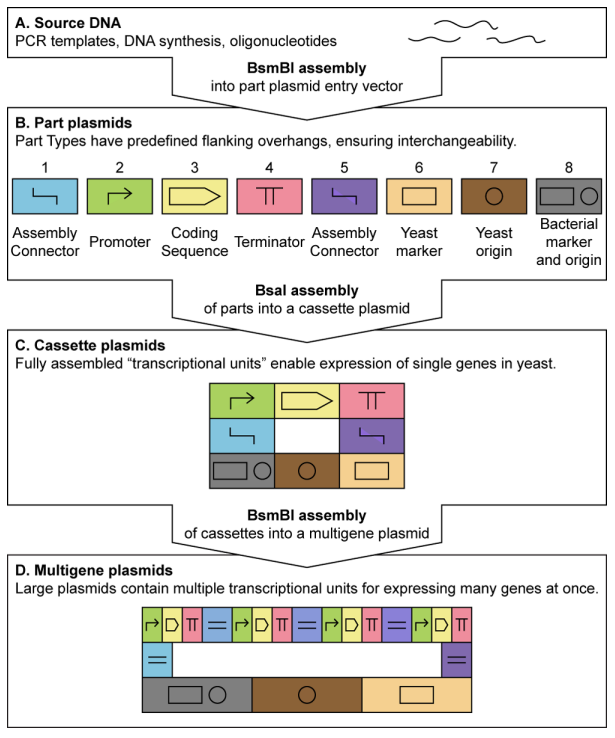 A. Source DNA
PCR templates, DNA synthesis, oligonucleotides
BsmBI assembly
into part plasmid entry vector
B. Part plasmids
Part Types have predefined flanking overhangs, ensuring interchangeability.
1 2 3 4 5 6 7 8
Assembly
Connector
Promoter
Coding
Sequence
Terminator
Assembly
Connector
Yeast
marker
Yeast
origin
Bacterial
marker
and origin
BsaI assembly
of parts into a cassette plasmid
C. Cassette plasmids
Fully assembled “transcriptional units” enable expression of single genes in yeast.
BsmBI assembly
of cassettes into a multigene plasmid
D. Multigene plasmids
Large plasmids contain multiple transcriptional units for expressing many genes at once.